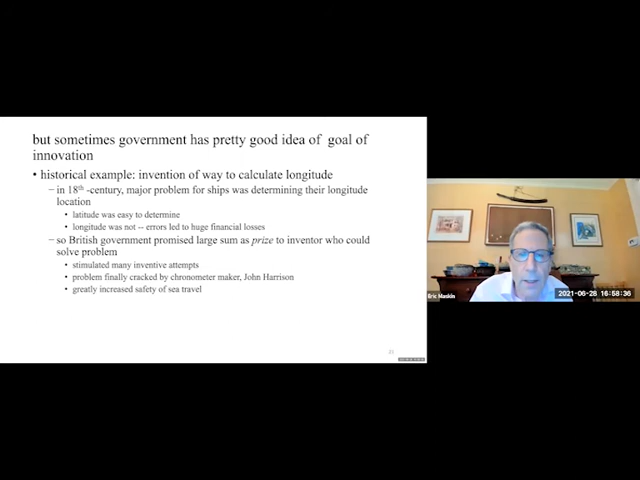 but sometimes government has pretty good idea of goal of
innovation
• historical example: invention of way to calculate longitude
– in 18th -century, major problem for ships was determining their longitude
location
• latitude was easy to determine
• longitude was not -- errors led to huge financial losses
– so British government promised large sum as prize to inventor who could
solve problem
• stimulated many inventive attempts
• problem finally cracked by chronometer maker, John Harrison
• greatly increased safety of sea travel
Eric Maskin
2021-06-28 16:58:36